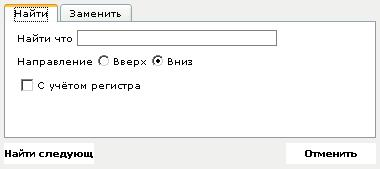 Найти Заменить
Найти что
Направление Вверх Вниз
С учётом регистра
Найти следующ Отменить